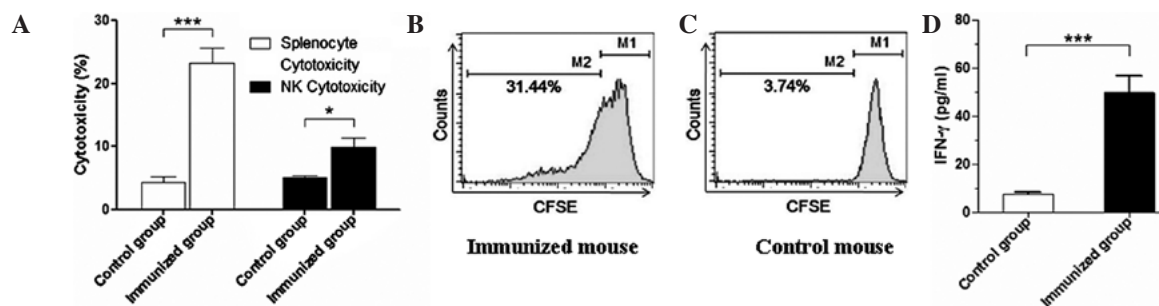 A
Cytotoxicity (%)
30
20
10
0
***
*
Splenocyte
Cytotoxicity
NK Cytotoxicity
Control group
Immunized group
Control group
Immunized group
B
Counts
M1
M2
31.44%
CFSE
Immunized mouse
C
Counts
M1
M2
3.74%
CFSE
Control mouse
D
IFN-γ (pg/ml)
80
60
40
20
0
***
Control group
Immunized group